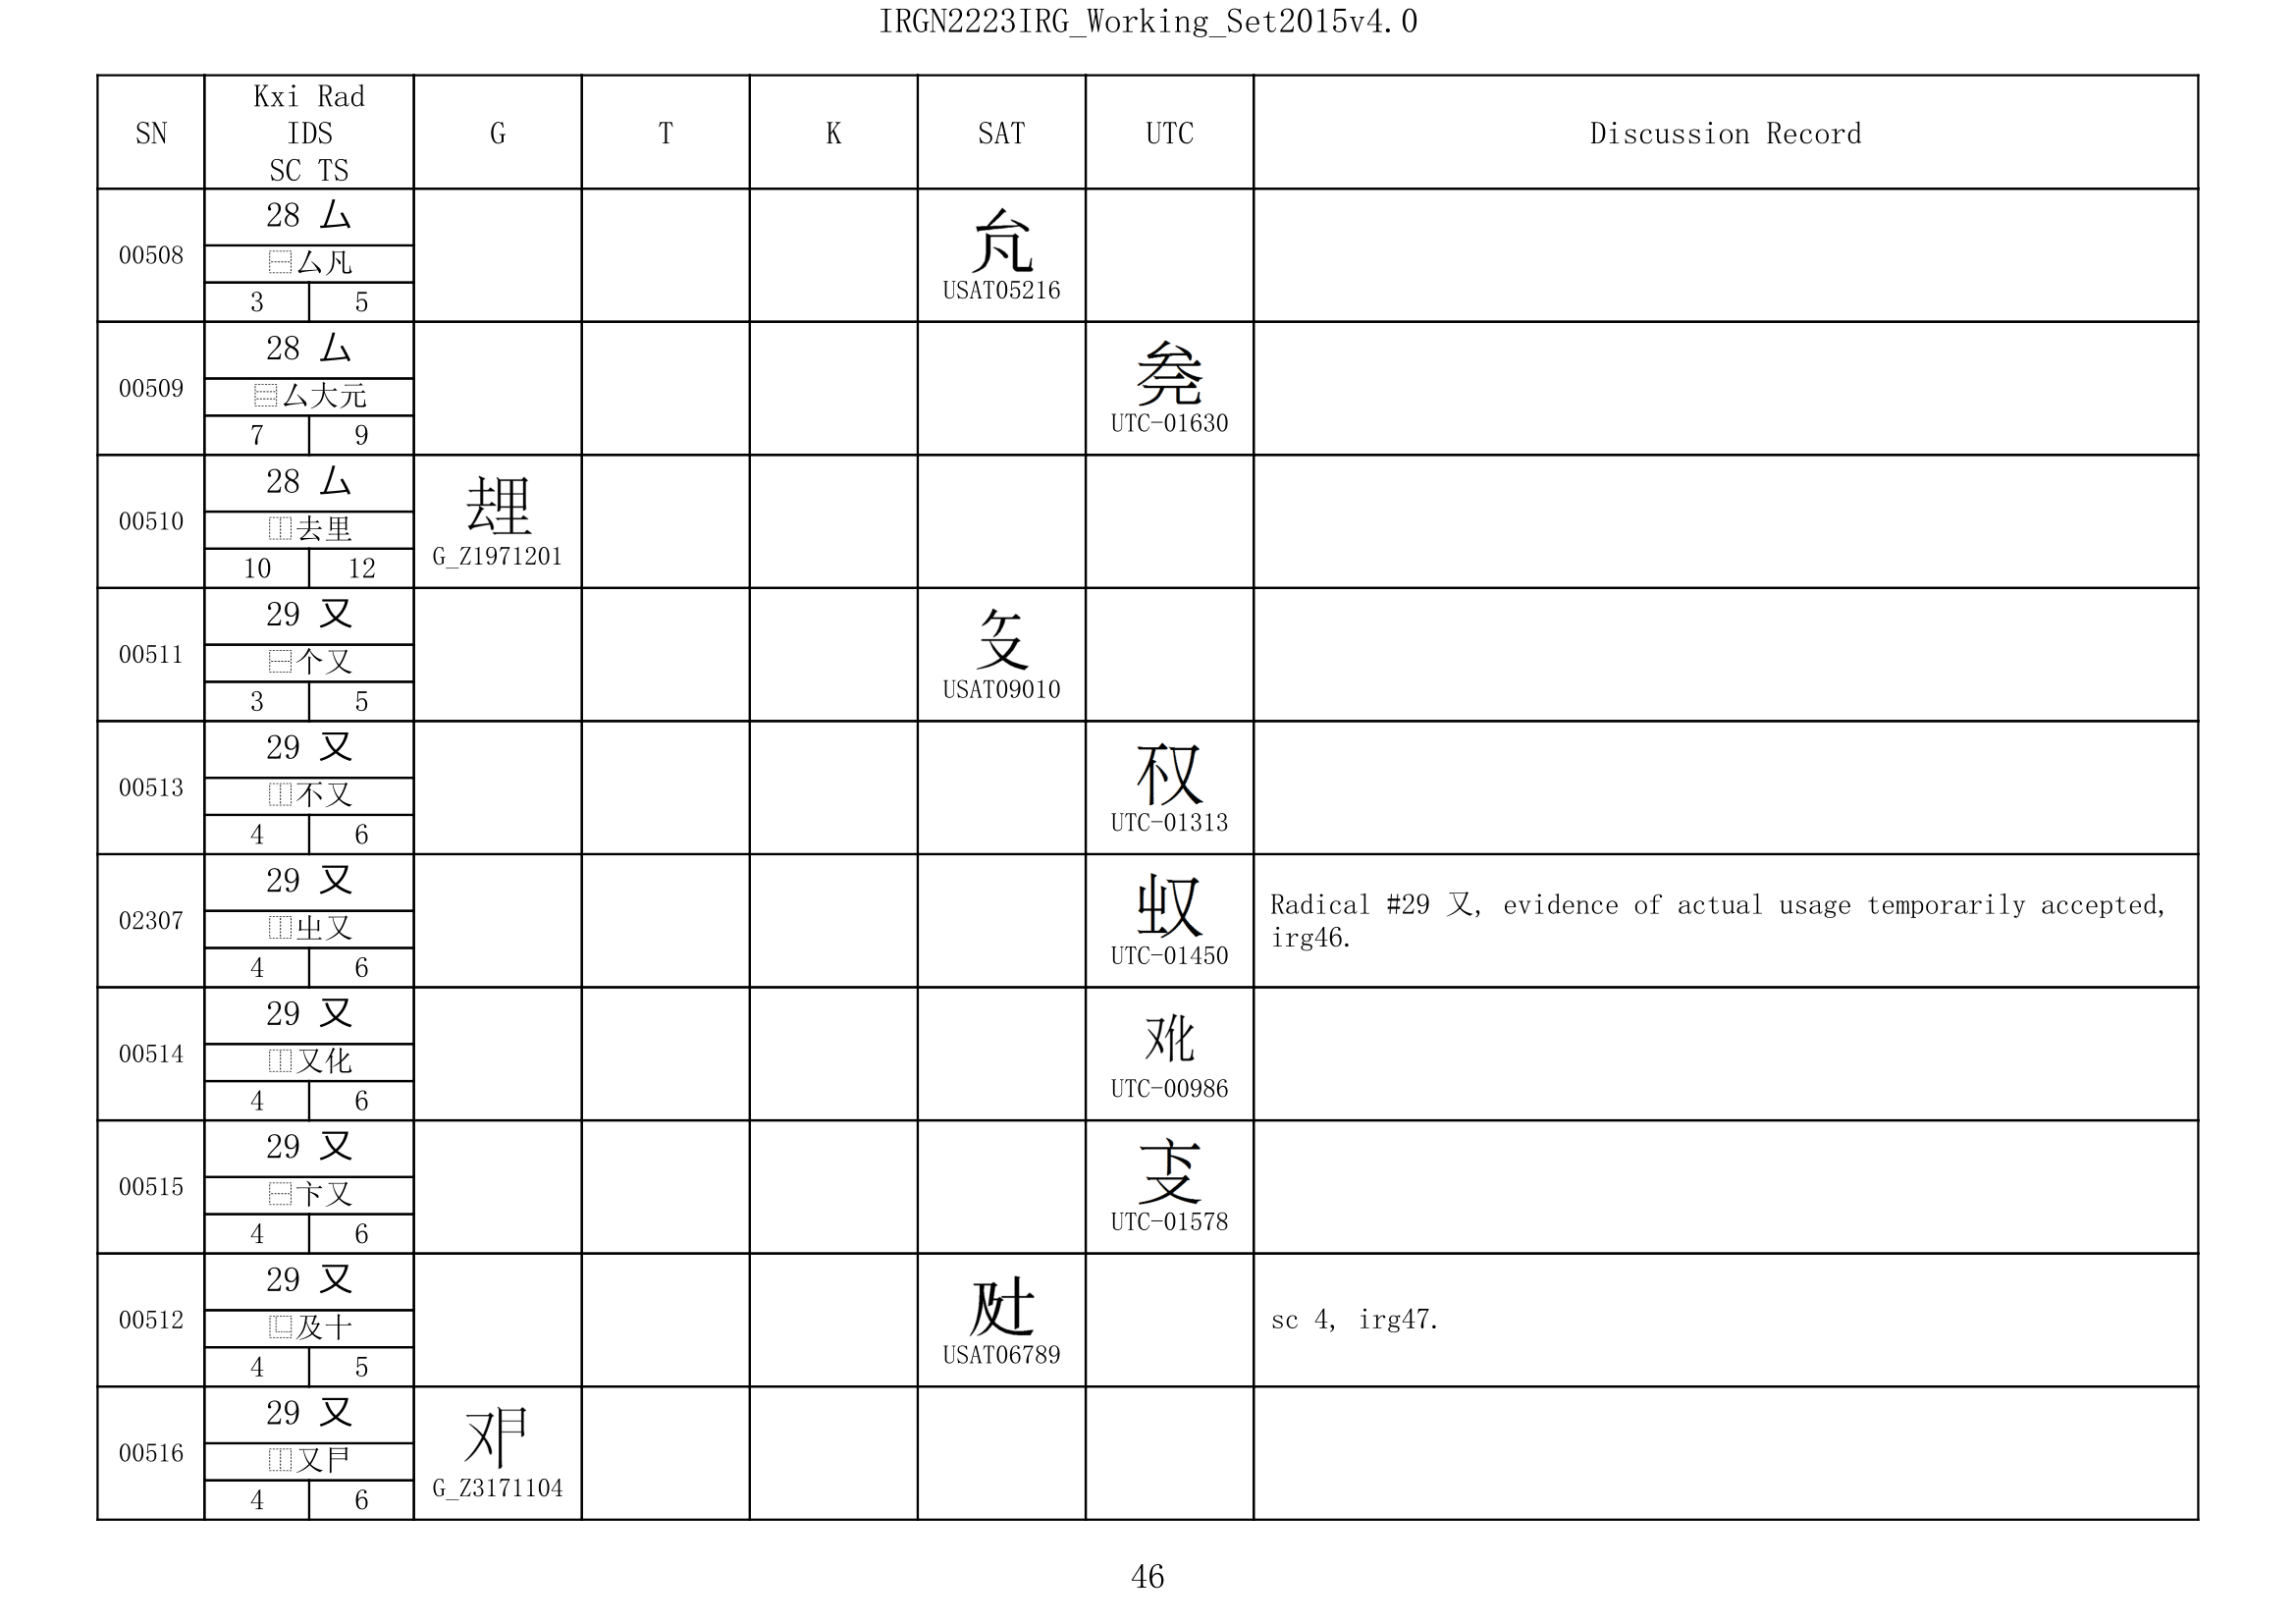 IRGN2223IRG_Working_Set2015v4.0
SN
Kxi Rad
IDS
SC TS
G
T
K
SAT
UTC
Discussion Record
00508
28 厶
⿱厶凡
3 5
USAT05216
00509
28 厶
⿳厶大元
7 9
UTC-01630
00510
28 厶
⿰去里
10 12
G_Z1971201
00511
29 又
⿱个又
3 5
USAT09010
00513
29 又
⿰不又
4 6
UTC-01313
02307
29 又
⿰㞢又
4 6
UTC-01450
Radical #29 又, evidence of actual usage temporarily accepted,
irg46.
00514
29 又
⿰又化
4 6
UTC-00986
00515
29 又
⿱卞又
4 6
UTC-01578
00512
29 又
⿺及十
4 5
USAT06789
sc 4, irg47.
00516
29 又
⿰又𠃜
4 6
G_Z3171104
46